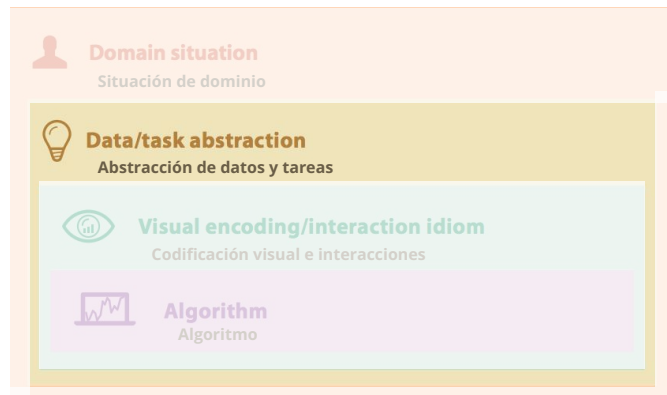 Domain situation
Situación de dominio
Data/task abstraction
Abstracción de datos y tareas
Visual encoding/interaction idiom
Codificación visual e interacciones
Algorithm
Algoritmo